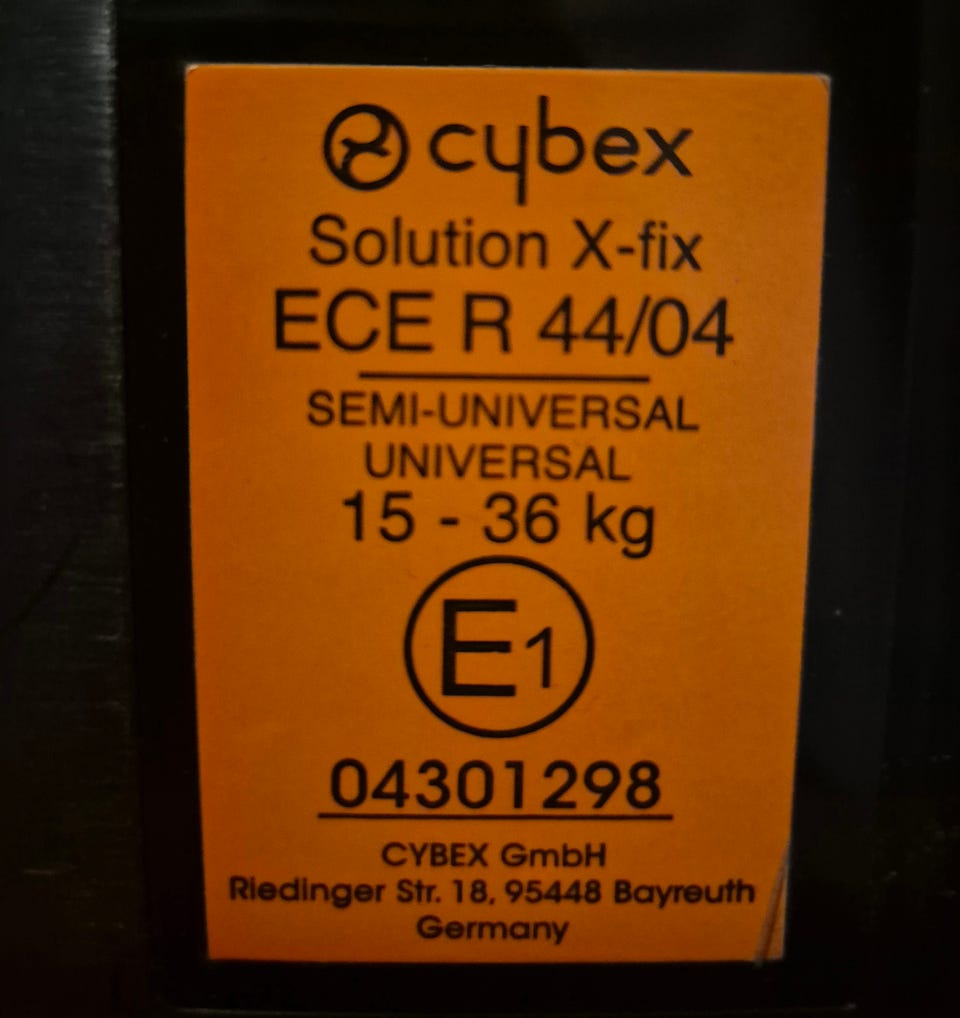 cybex
Solution X-fix
ECE R 44/04
SEMI-UNIVERSAL
UNIVERSAL
15 - 36 kg
E1
04301298
CYBEX GmbH
Riedinger Str. 18, 95448 Bayreuth
Germany